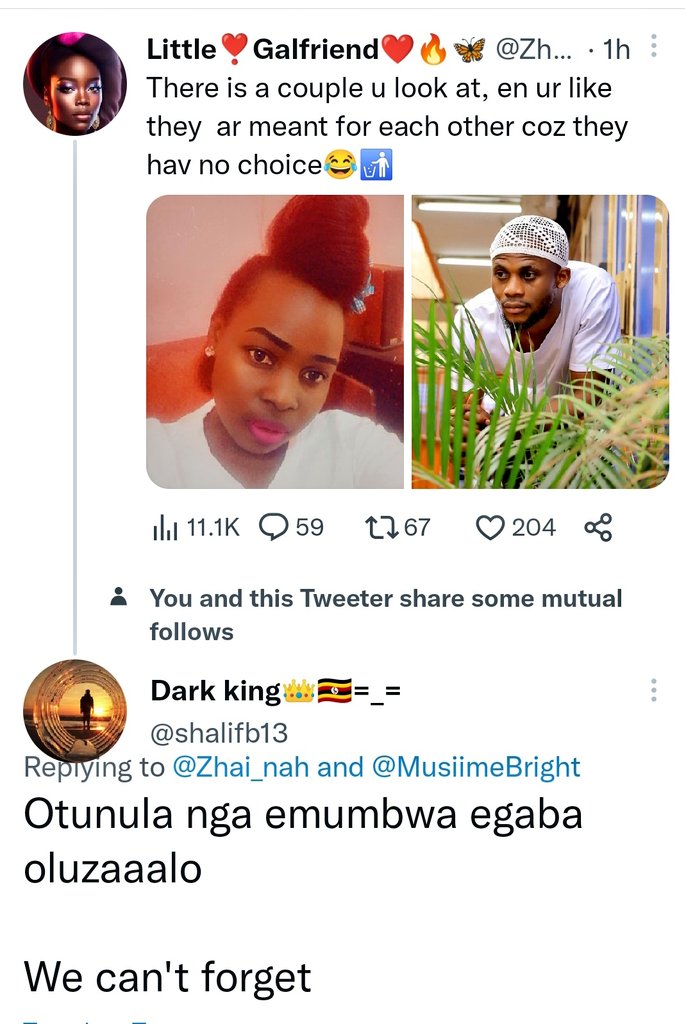 Little❣️Galfriend❤️🔥🦋 @Zh... · 1h
There is a couple u look at, en ur like
they ar meant for each other coz they
hav no choice😂🚮
11.1K 59 67 204
You and this Tweeter share some mutual
follows
Dark king👑🇺🇬=_=
@shalifb13
Replying to @Zhai_nah and @MusiimeBright
Otunula nga emumbwa egaba
oluzaaalo
We can't forget